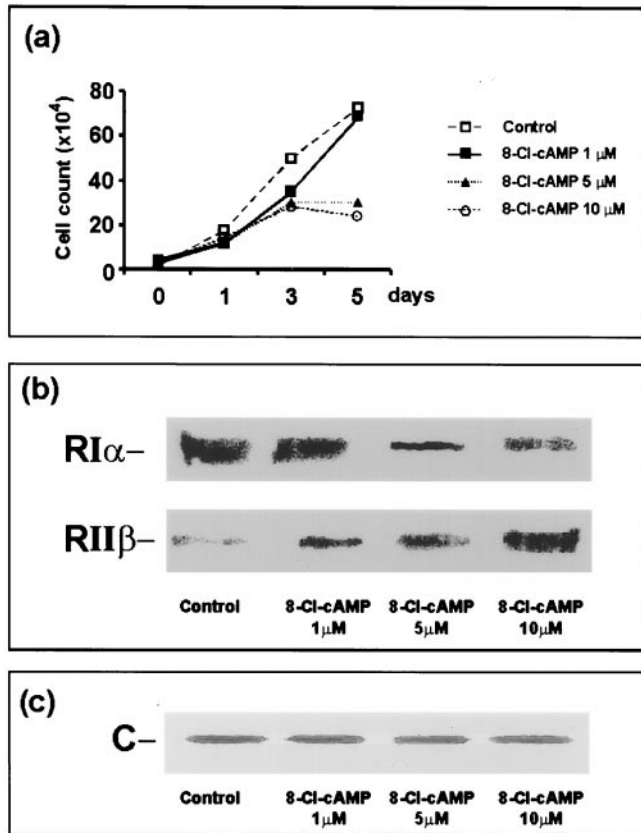 (a)
Cell count (x10⁴)
80
60
40
20
0
0 1 3 5 days
Control
8-Cl-cAMP 1 μM
8-Cl-cAMP 5 μM
8-Cl-cAMP 10 μM
(b)
RIα–
RIIβ–
Control 8-Cl-cAMP 8-Cl-cAMP 8-Cl-cAMP
1μM 5μM 10μM
(c)
C–
Control 8-Cl-cAMP 8-Cl-cAMP 8-Cl-cAMP
1μM 5μM 10μM